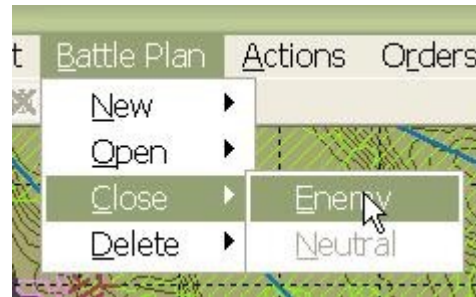 t Battle Plan Actions Orders
New
Open
Close Enemy
Delete Neutral